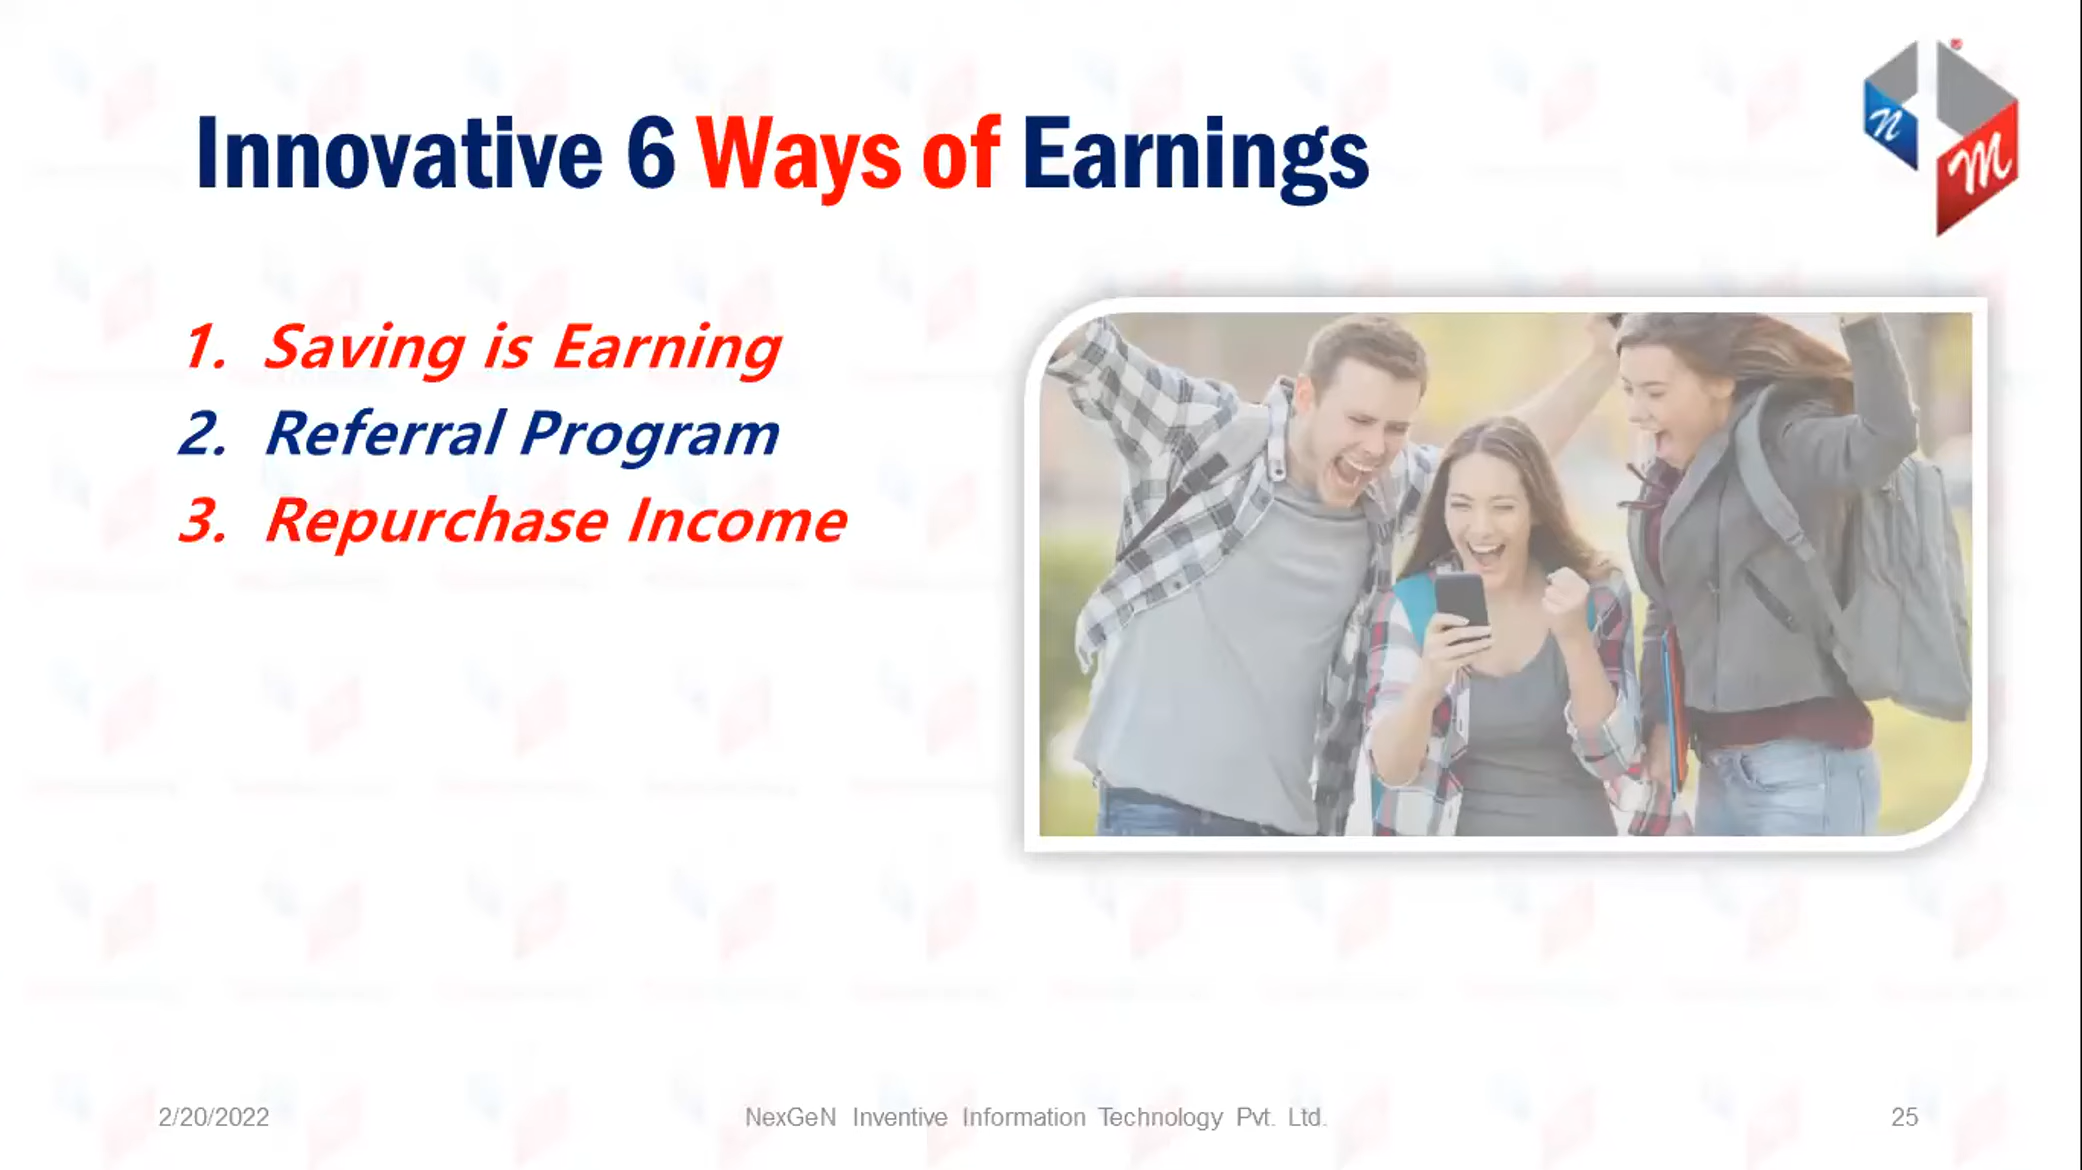 Innovative 6 Ways of Earnings
n
m
1. Saving is Earning
2. Referral Program
3. Repurchase Income
2/20/2022
NexGeN Inventive Information Technology Pvt. Ltd.
25